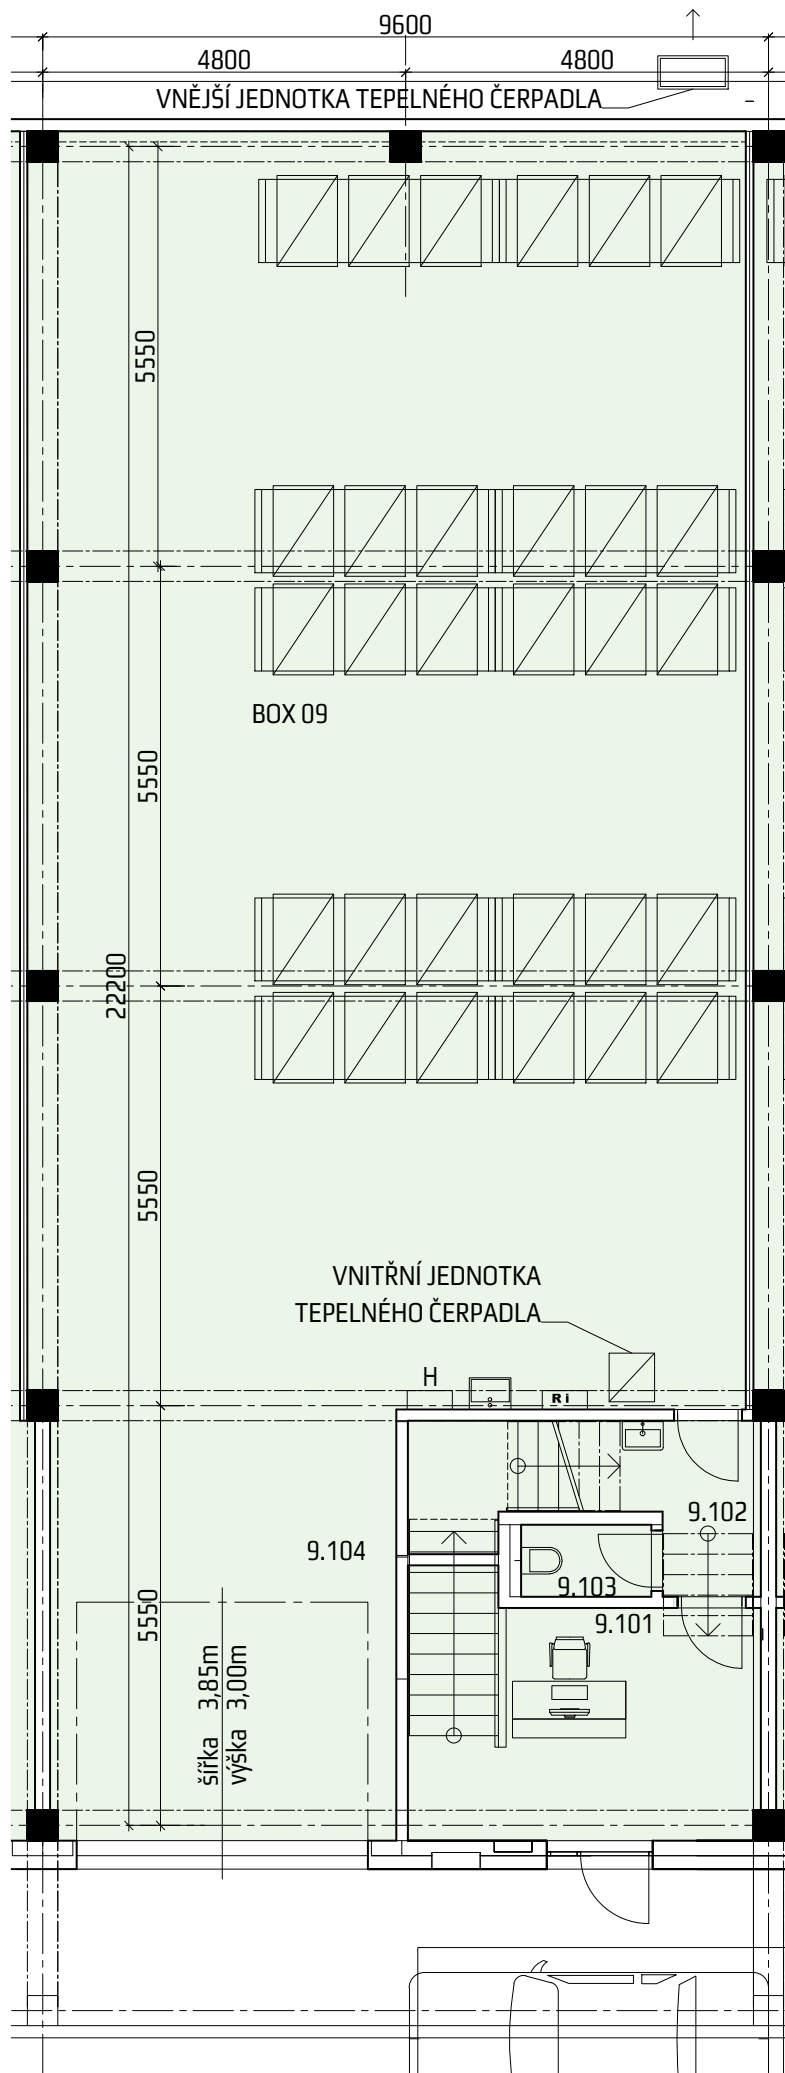 9600
4800
4800
VNĚJŠÍ JEDNOTKA TEPELNÉHO ČERPADLA
5550
BOX 09
5550
22200
5550
VNITŘNÍ JEDNOTKA
TEPELNÉHO ČERPADLA
H
Ri
9.102
9.104
9.103
9.101
5550
šířka 3,85m
výška 3,00m